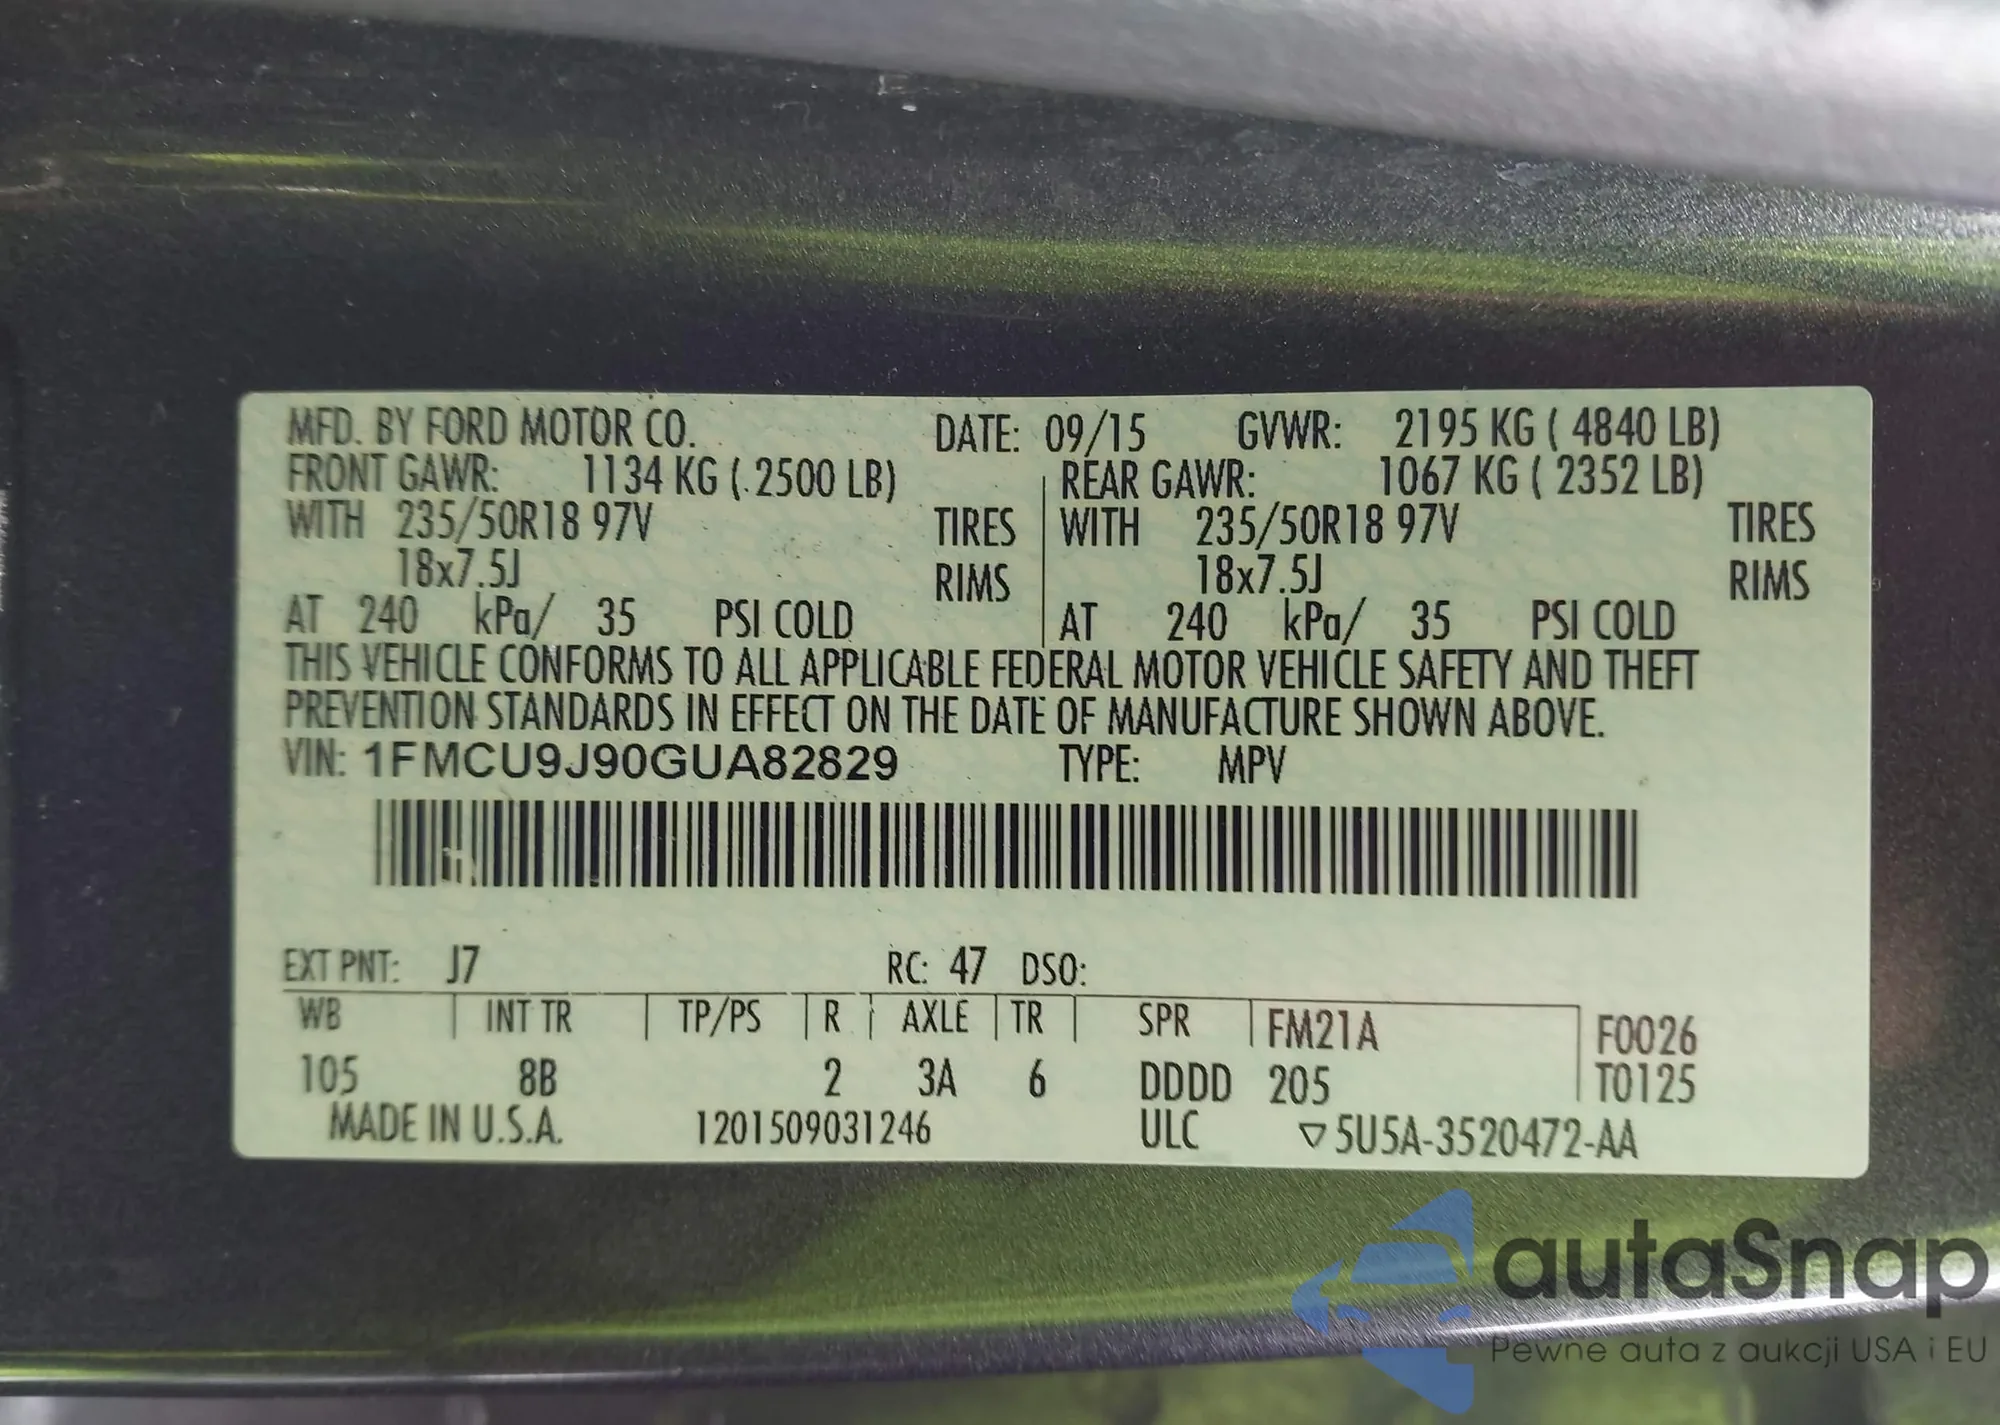 MFD. BY FORD MOTOR CO. DATE: 09/15 GVWR: 2195 KG ( 4840 LB)
FRONT GAWR: 1134 KG ( 2500 LB) REAR GAWR: 1067 KG ( 2352 LB)
WITH 235/50R18 97V TIRES WITH 235/50R18 97V TIRES
18x7.5J RIMS 18x7.5J RIMS
AT 240 kPa/ 35 PSI COLD AT 240 kPa/ 35 PSI COLD
THIS VEHICLE CONFORMS TO ALL APPLICABLE FEDERAL MOTOR VEHICLE SAFETY AND THEFT
PREVENTION STANDARDS IN EFFECT ON THE DATE OF MANUFACTURE SHOWN ABOVE.
VIN: 1FMCU9J90GUA82829 TYPE: MPV
EXT PNT: J7 RC: 47 DSO:
WB INT TR TP/PS R AXLE TR SPR FM21A F0026
105 8B 2 3A 6 DDDD 205 T0125
MADE IN U.S.A. 1201509031246 ULC ▽5U5A-3520472-AA
autaSnap
Pewne auta z aukcji USA i EU